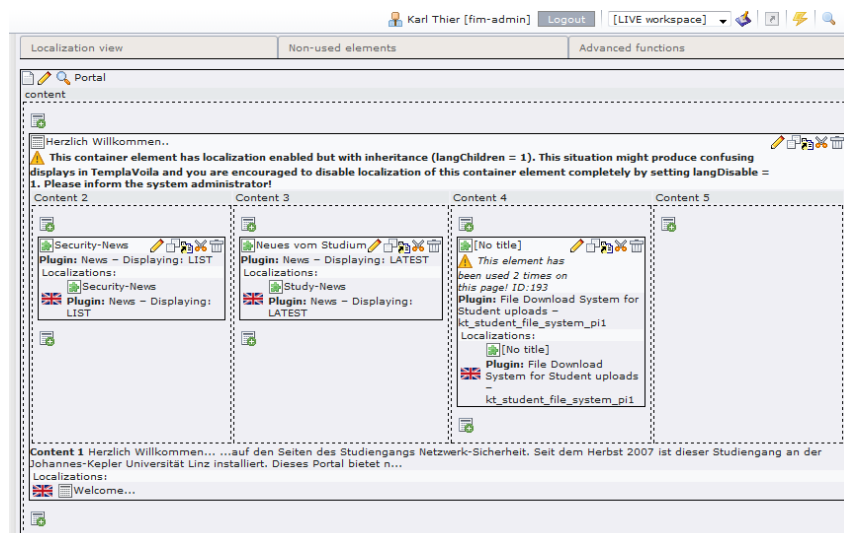 Karl Thier [fim-admin] Logout [LIVE workspace]
Localization view Non-used elements Advanced functions
Portal
content
Herzlich Willkommen..
This container element has localization enabled but with inheritance (langChildren = 1). This situation might produce confusing
displays in TemplaVoila and you are encouraged to disable localization of this container element completely by setting langDisable =
1. Please inform the system administrator!
Content 2 Content 3 Content 4 Content 5
Security-News
Plugin: News – Displaying: LIST
Localizations:
Security-News
Plugin: News – Displaying:
LIST
Neues vom Studium
Plugin: News – Displaying: LATEST
Localizations:
Study-News
Plugin: News – Displaying:
LATEST
[No title]
This element has
been used 2 times on
this page! ID:193
Plugin: File Download System for
Student uploads –
kt_student_file_system_pi1
Localizations:
[No title]
Plugin: File Download
System for Student uploads
–
kt_student_file_system_pi1
Content 1 Herzlich Willkommen... ...auf den Seiten des Studiengangs Netzwerk-Sicherheit. Seit dem Herbst 2007 ist dieser Studiengang an der
Johannes-Kepler Universität Linz installiert. Dieses Portal bietet n...
Localizations:
Welcome...